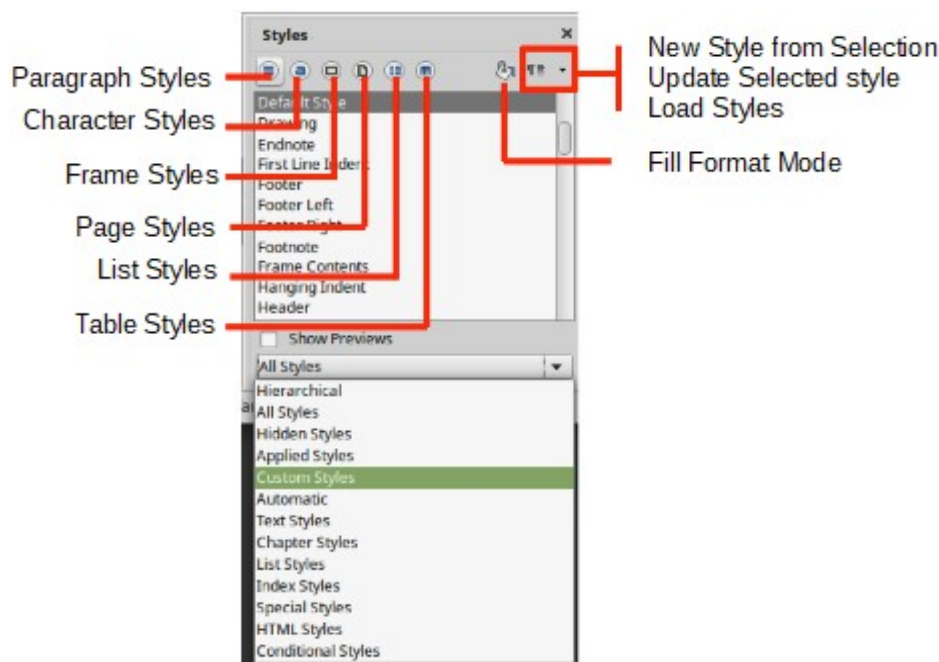 Styles
New Style from Selection
Update Selected style
Load Styles
Paragraph Styles
Default Style
Character Styles
Drawing
Endnote
First Line Indent
Fill Format Mode
Frame Styles
Footer
Footer Left
Page Styles
Footer Right
Footnote
List Styles
Frame Contents
Hanging Indent
Header
Table Styles
Show Previews
All Styles
Hierarchical
All Styles
Hidden Styles
Applied Styles
Custom Styles
Automatic
Text Styles
Chapter Styles
List Styles
Index Styles
Special Styles
HTML Styles
Conditional Styles